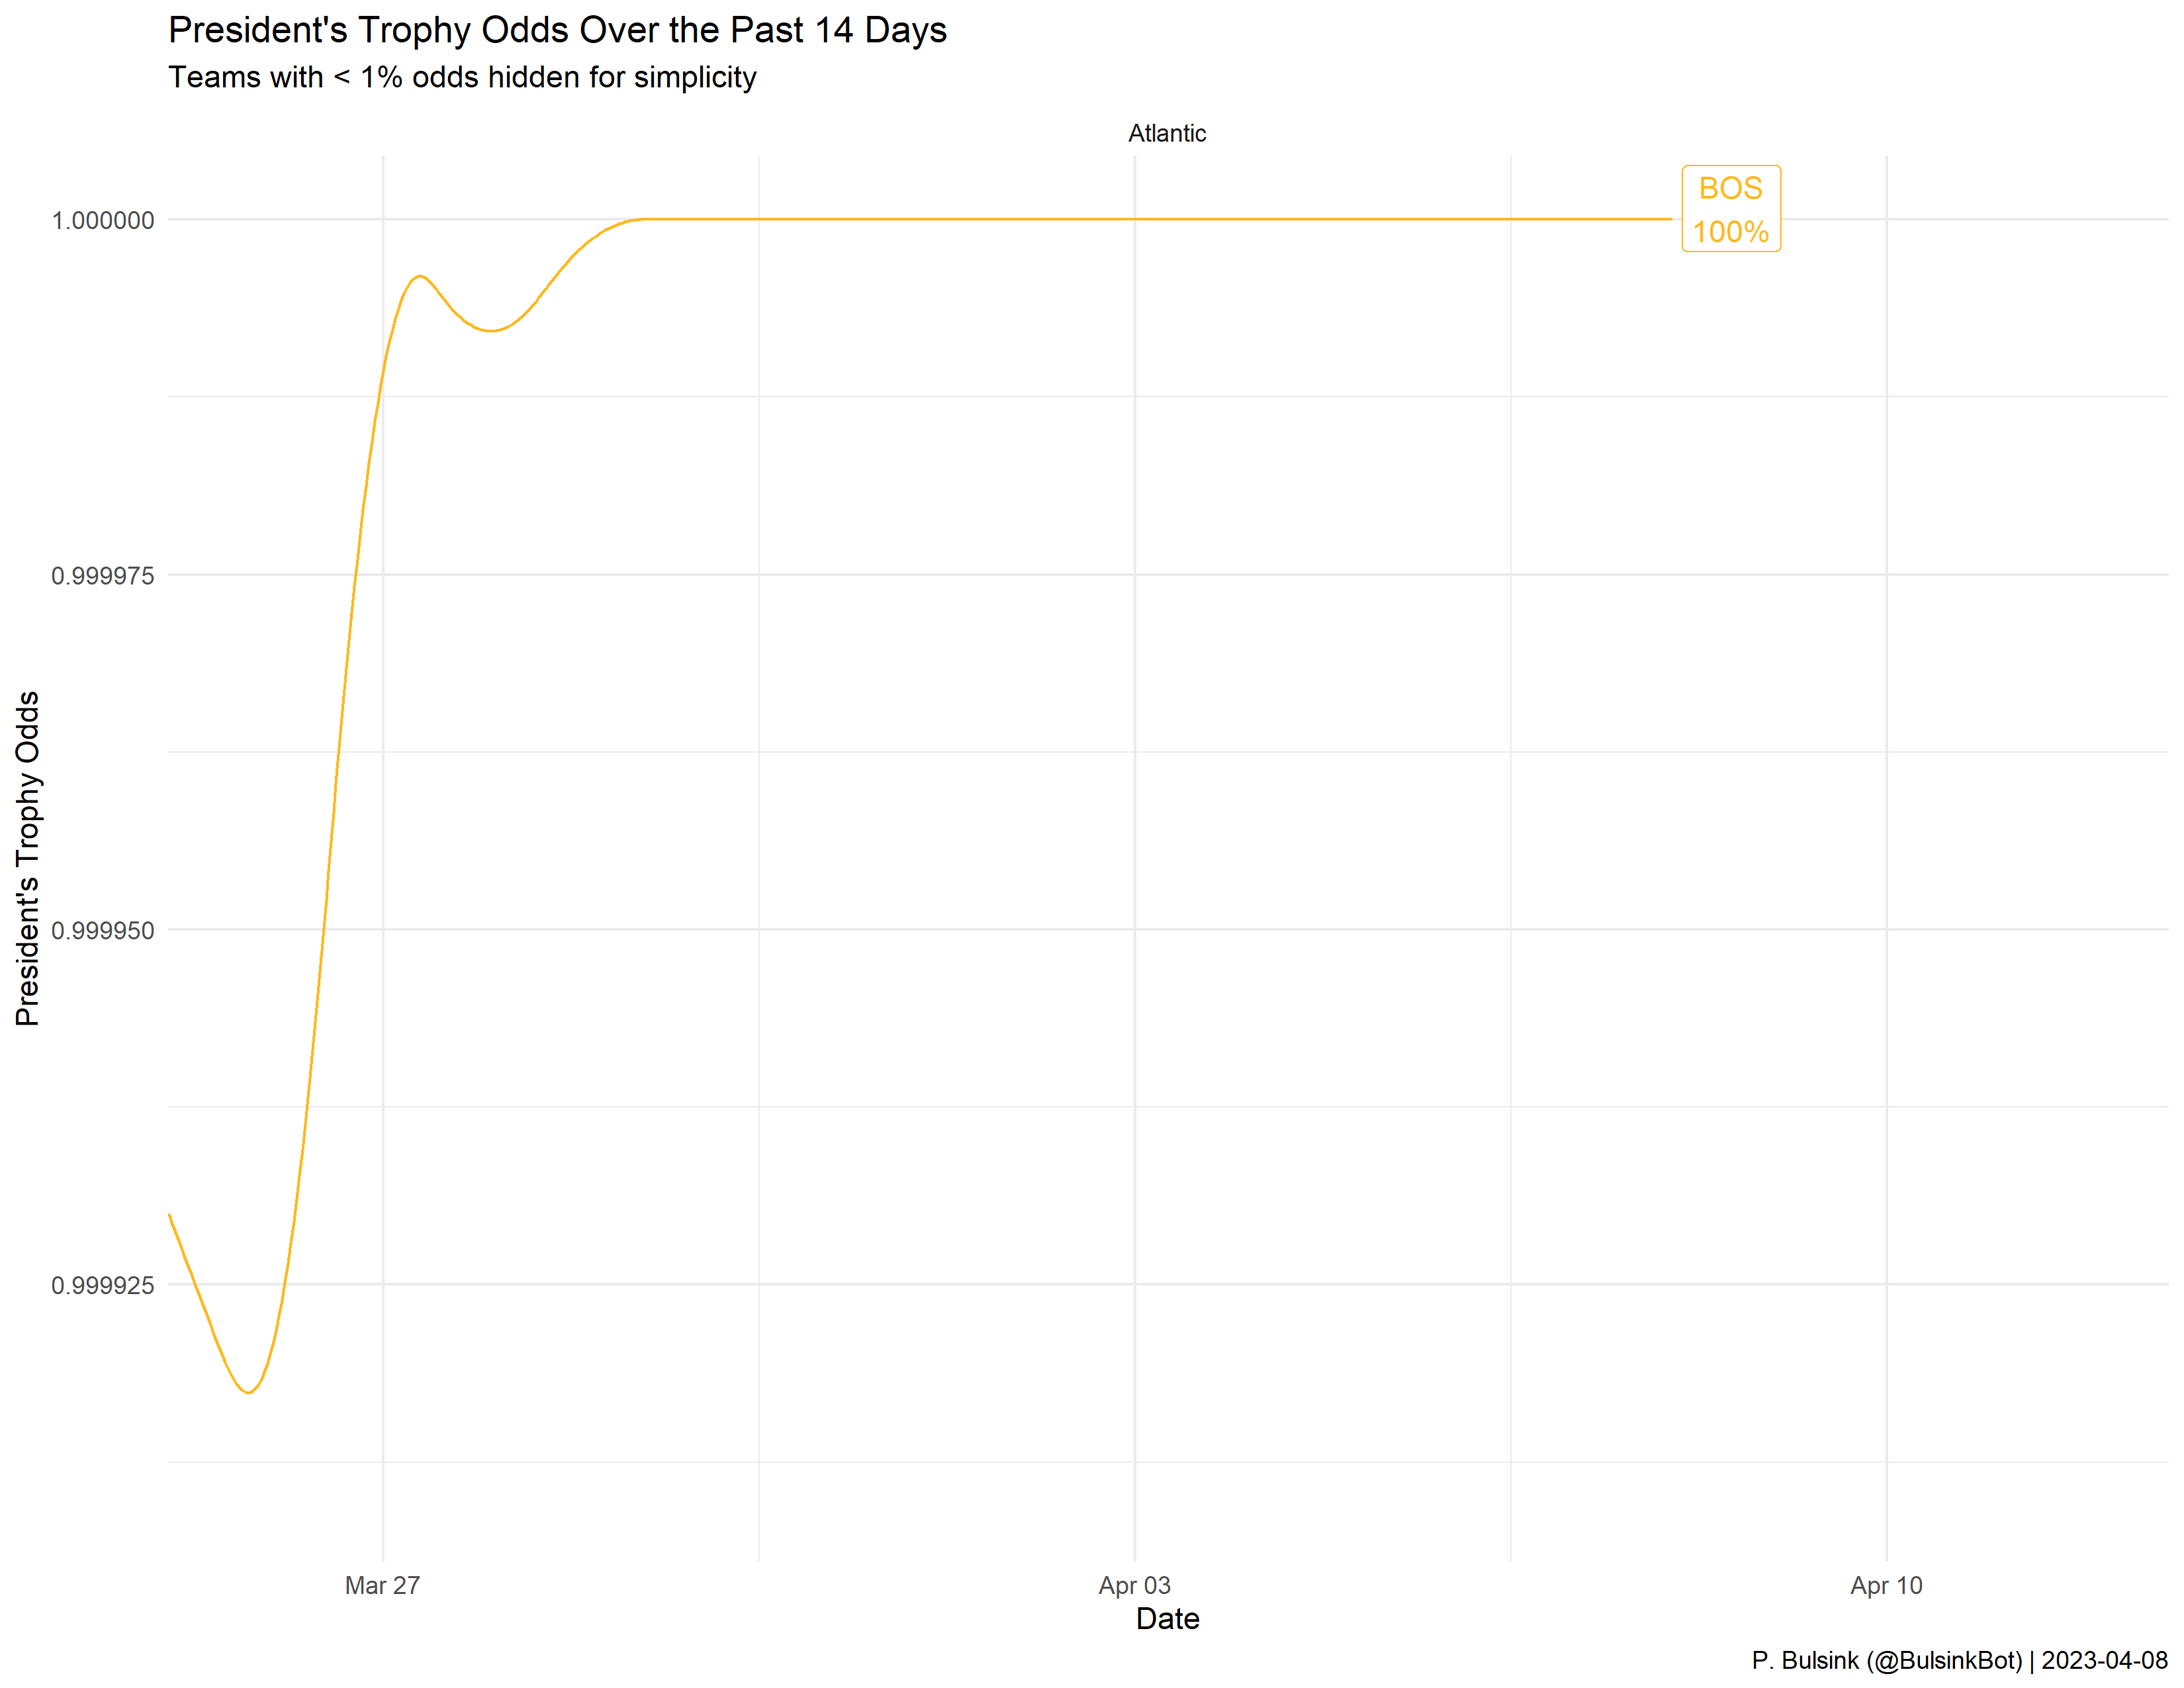 President's Trophy Odds Over the Past 14 Days
Teams with < 1% odds hidden for simplicity
Atlantic
BOS
100%
1.000000
0.999975
0.999950
0.999925
President's Trophy Odds
Mar 27
Apr 03
Apr 10
Date
P. Bulsink (@BulsinkBot) | 2023-04-08